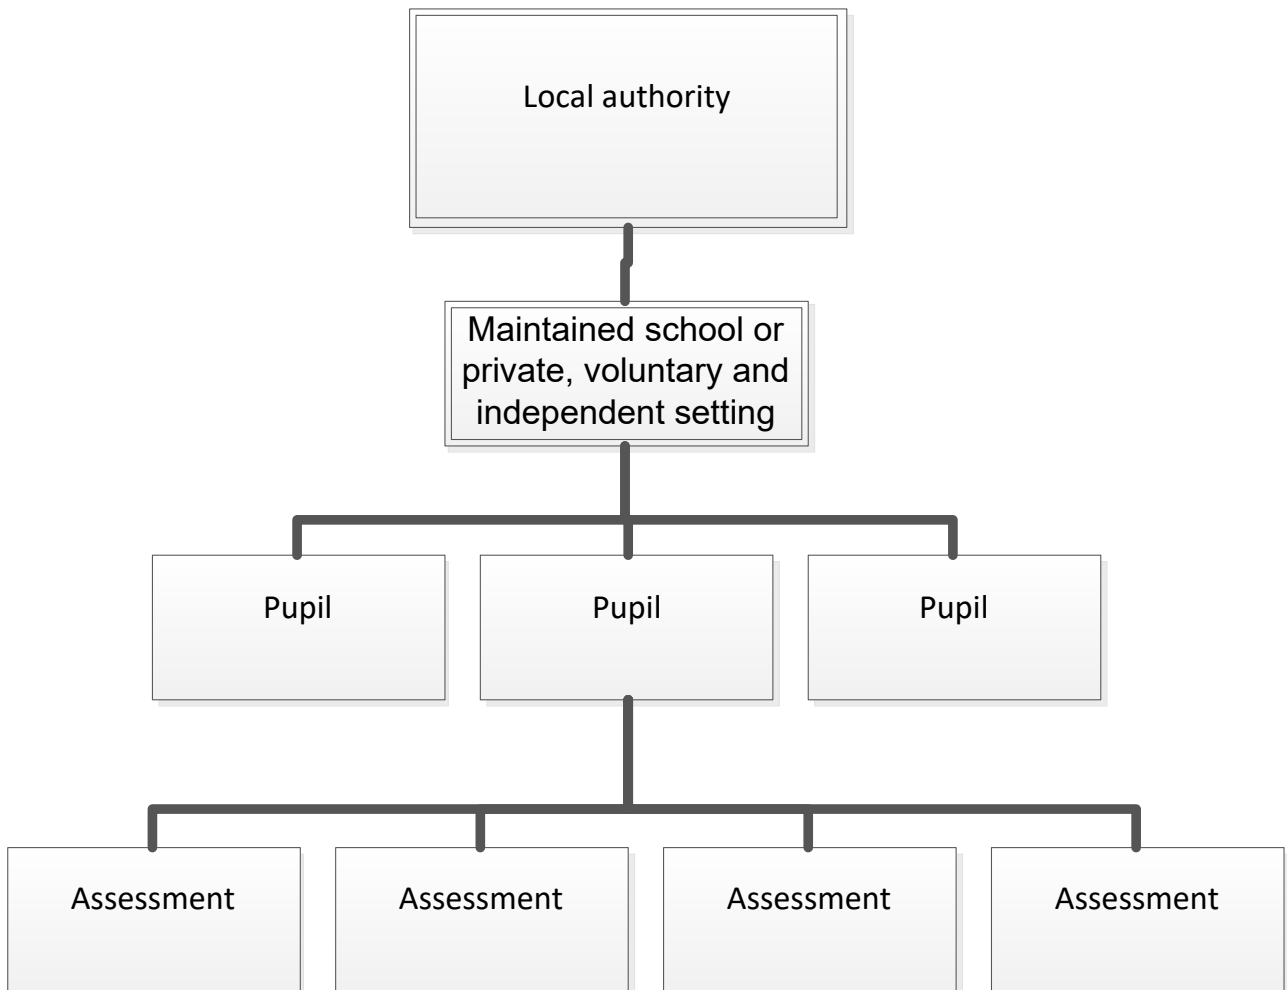 Local authority
Maintained school or
private, voluntary and
independent setting
Pupil
Pupil
Pupil
Assessment
Assessment
Assessment
Assessment